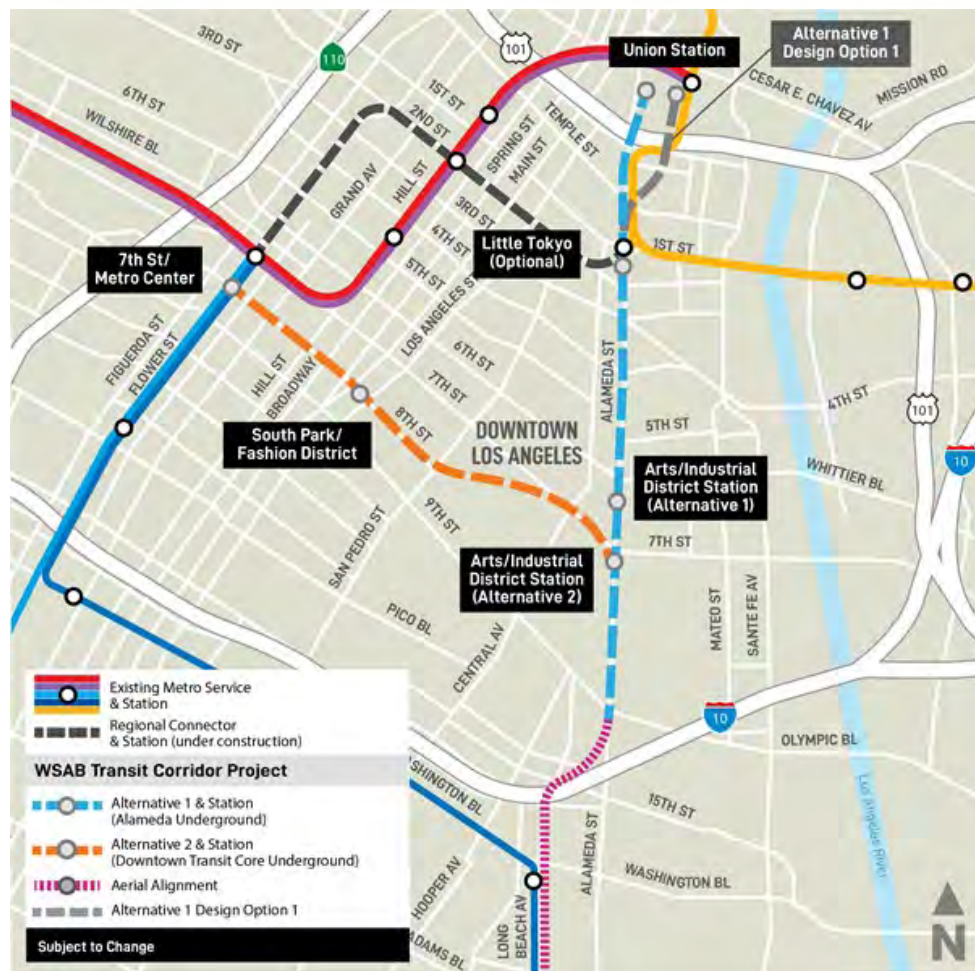 3RD ST
110
101
Union Station
Alternative 1
Design Option 1
CESAR E. CHAVEZ AV
MISSION RD
6TH ST
WILSHIRE BL
1ST ST
2ND ST
TEMPLE ST
SPRING ST
MAIN ST
GRAND AV
HILL ST
3RD ST
4TH ST
5TH ST
LOS ANGELES ST
Little Tokyo
(Optional)
1ST ST
7th St/
Metro Center
FIGUEROA ST
FLOWER ST
HILL ST
BROADWAY
6TH ST
7TH ST
8TH ST
ALAMEDA ST
4TH ST
101
10
South Park/
Fashion District
DOWNTOWN
LOS ANGELES
5TH ST
WHITTIER BL
Arts/Industrial
District Station
(Alternative 1)
9TH ST
SAN PEDRO ST
7TH ST
Arts/Industrial
District Station
(Alternative 2)
PICO BL
CENTRAL AV
MATEO ST
SANTE FE AV
10
OLYMPIC BL
Los Angeles River
WASHINGTON BL
15TH ST
ALAMEDA ST
WASHINGTON BL
HOOPER AV
ADAMS BL
LONG
BEACH AV
N
Existing Metro Service
& Station
Regional Connector
& Station (under construction)
WSAB Transit Corridor Project
Alternative 1 & Station
(Alameda Underground)
Alternative 2 & Station
(Downtown Transit Core Underground)
Aerial Alignment
Alternative 1 Design Option 1
Subject to Change